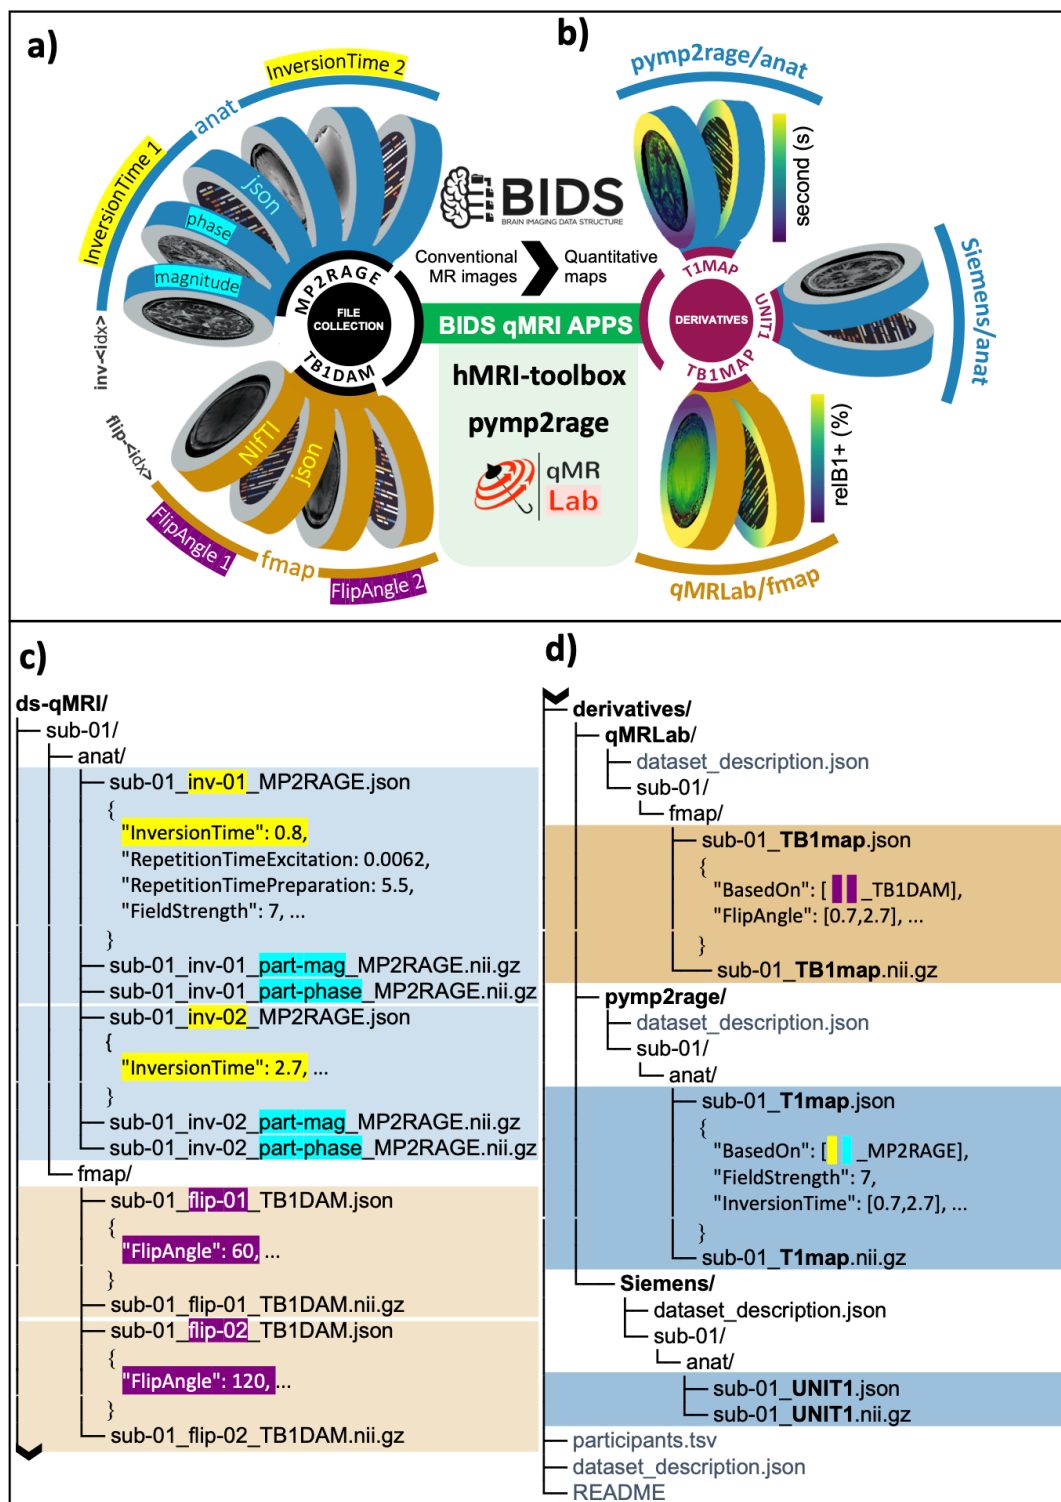 a)
InversionTime 2
anat
InversionTime 1
json
phase
magnitude
inv-<idx>
MP2RAGE
FILE
COLLECTION
TB1DAM
flip-<idx>
NIfTI
json
FlipAngle 1
fmap
FlipAngle 2
BIDS
BRAIN IMAGING DATA STRUCTURE
Conventional
MR images
Quantitative
maps
BIDS qMRI APPS
hMRI-toolbox
pymp2rage
qMR
Lab
b)
pymp2rage/anat
second (s)
T1MAP
UNIT1
DERIVATIVES
TB1MAP
Siemens/anat
relB1+ (%)
qMRLab/fmap
c)
ds-qMRI/
sub-01/
anat/
sub-01_inv-01_MP2RAGE.json
{
"InversionTime": 0.8,
"RepetitionTimeExcitation: 0.0062,
"RepetitionTimePreparation: 5.5,
"FieldStrength": 7, ...
}
sub-01_inv-01_part-mag_MP2RAGE.nii.gz
sub-01_inv-01_part-phase_MP2RAGE.nii.gz
sub-01_inv-02_MP2RAGE.json
{
"InversionTime": 2.7, ...
}
sub-01_inv-02_part-mag_MP2RAGE.nii.gz
sub-01_inv-02_part-phase_MP2RAGE.nii.gz
fmap/
sub-01_flip-01_TB1DAM.json
{
"FlipAngle": 60, ...
}
sub-01_flip-01_TB1DAM.nii.gz
sub-01_flip-02_TB1DAM.json
{
"FlipAngle": 120, ...
}
sub-01_flip-02_TB1DAM.nii.gz
d)
derivatives/
qMRLab/
dataset_description.json
sub-01/
fmap/
sub-01_TB1map.json
{
"BasedOn": [ _TB1DAM],
"FlipAngle": [0.7,2.7], ...
}
sub-01_TB1map.nii.gz
pymp2rage/
dataset_description.json
sub-01/
anat/
sub-01_T1map.json
{
"BasedOn": [ _MP2RAGE],
"FieldStrength": 7,
"InversionTime": [0.7,2.7], ...
}
sub-01_T1map.nii.gz
Siemens/
dataset_description.json
sub-01/
anat/
sub-01_UNIT1.json
sub-01_UNIT1.nii.gz
participants.tsv
dataset_description.json
README